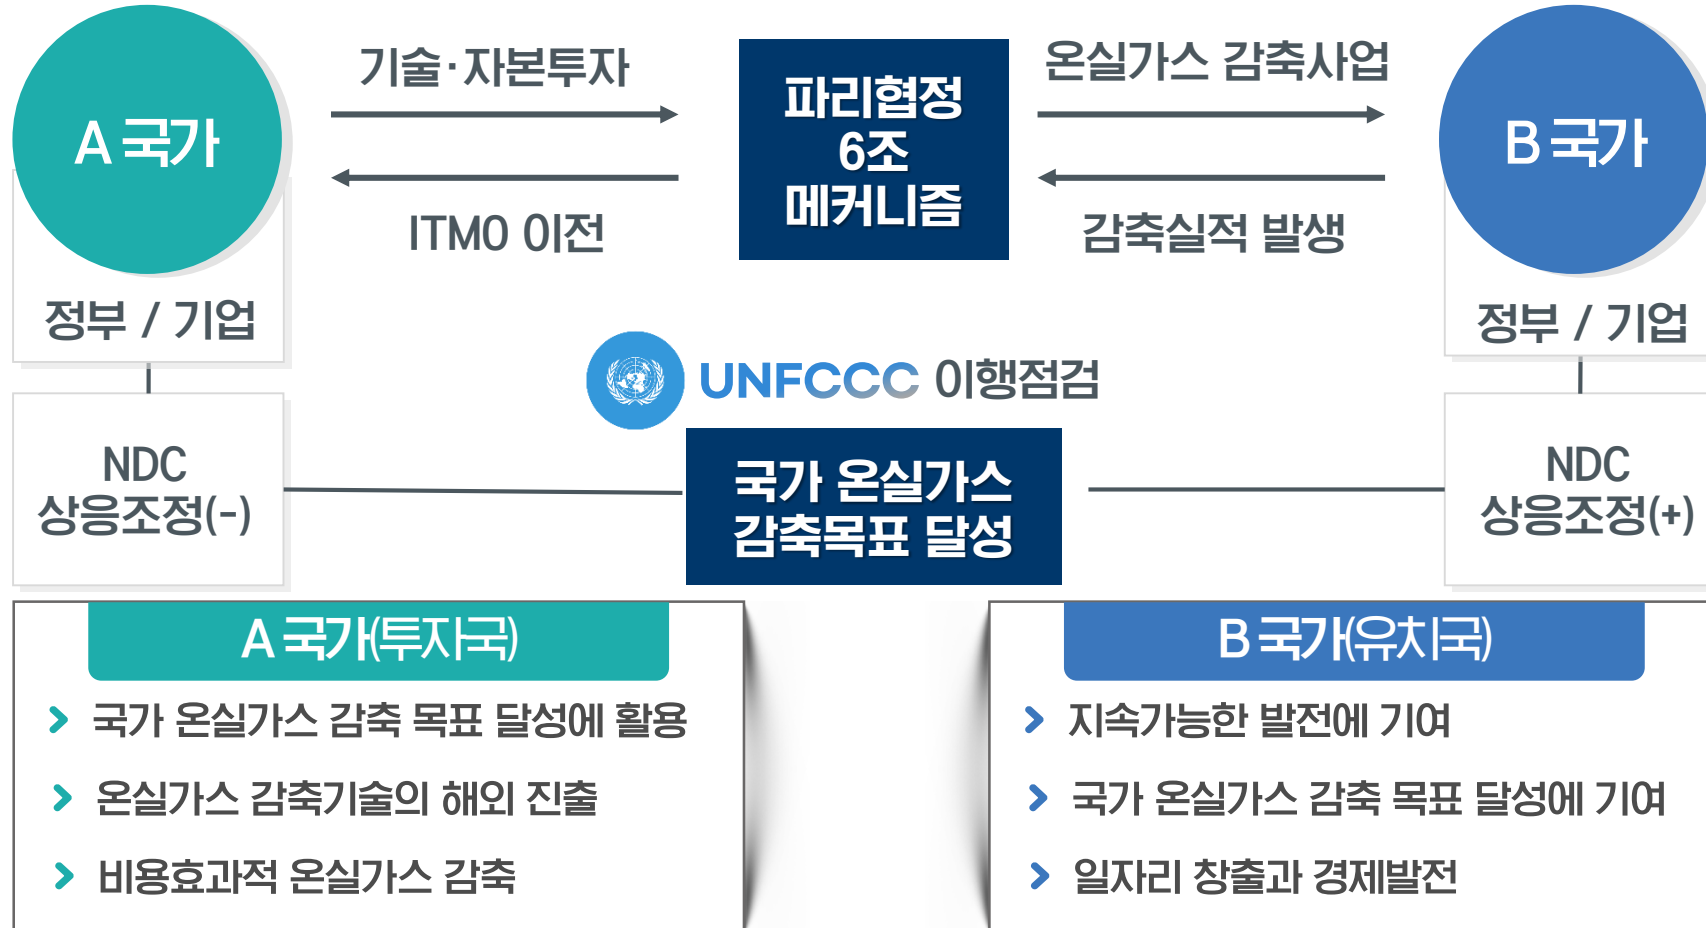 A 국가
기술·자본투자
ITMO 이전
파리협정
6조
메커니즘
온실가스 감축사업
감축실적 발생
B 국가
정부 / 기업
정부 / 기업
UNFCCC 이행점검
NDC
상응조정(-)
국가 온실가스
감축목표 달성
NDC
상응조정(+)
A 국가(투자국)
국가 온실가스 감축 목표 달성에 활용
온실가스 감축기술의 해외 진출
비용효과적 온실가스 감축
B 국가(유치국)
지속가능한 발전에 기여
국가 온실가스 감축 목표 달성에 기여
일자리 창출과 경제발전